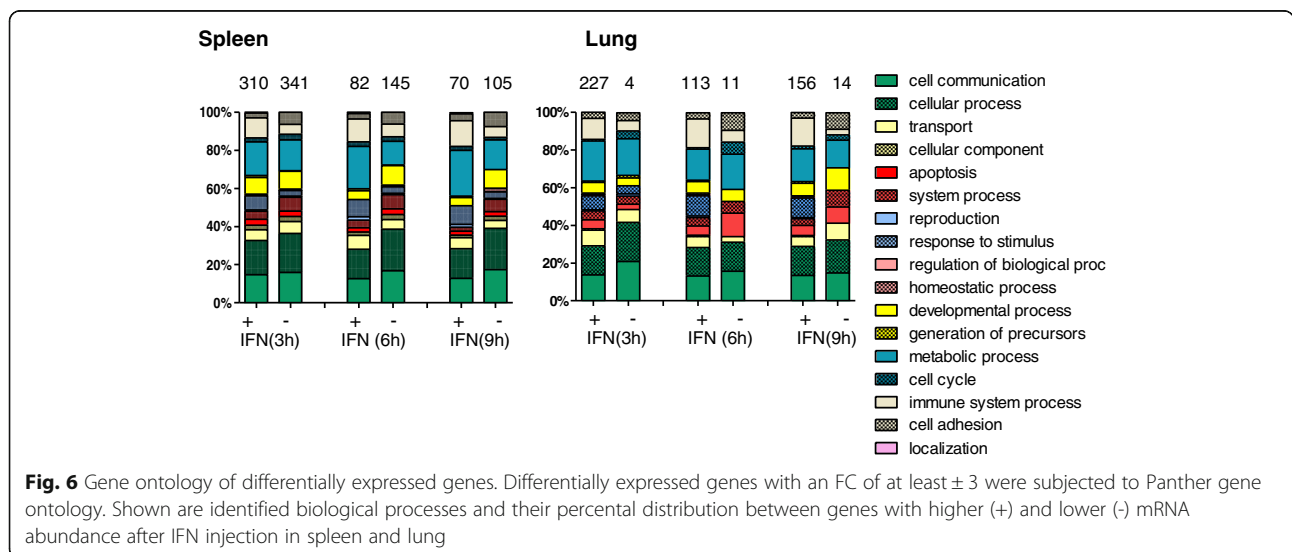 Spleen
Lung
310 341 82 145 70 105
227 4 113 11 156 14
100%
80%
60%
40%
20%
0%
100%
80%
60%
40%
20%
0%
+ - + - + -
IFN(3h) IFN (6h) IFN(9h)
+ - + - + -
IFN(3h) IFN (6h) IFN(9h)
cell communication
cellular process
transport
cellular component
apoptosis
system process
reproduction
response to stimulus
regulation of biological proc
homeostatic process
developmental process
generation of precursors
metabolic process
cell cycle
immune system process
cell adhesion
localization
Fig. 6 Gene ontology of differentially expressed genes. Differentially expressed genes with an FC of at least ± 3 were subjected to Panther gene
ontology. Shown are identified biological processes and their percental distribution between genes with higher (+) and lower (-) mRNA
abundance after IFN injection in spleen and lung